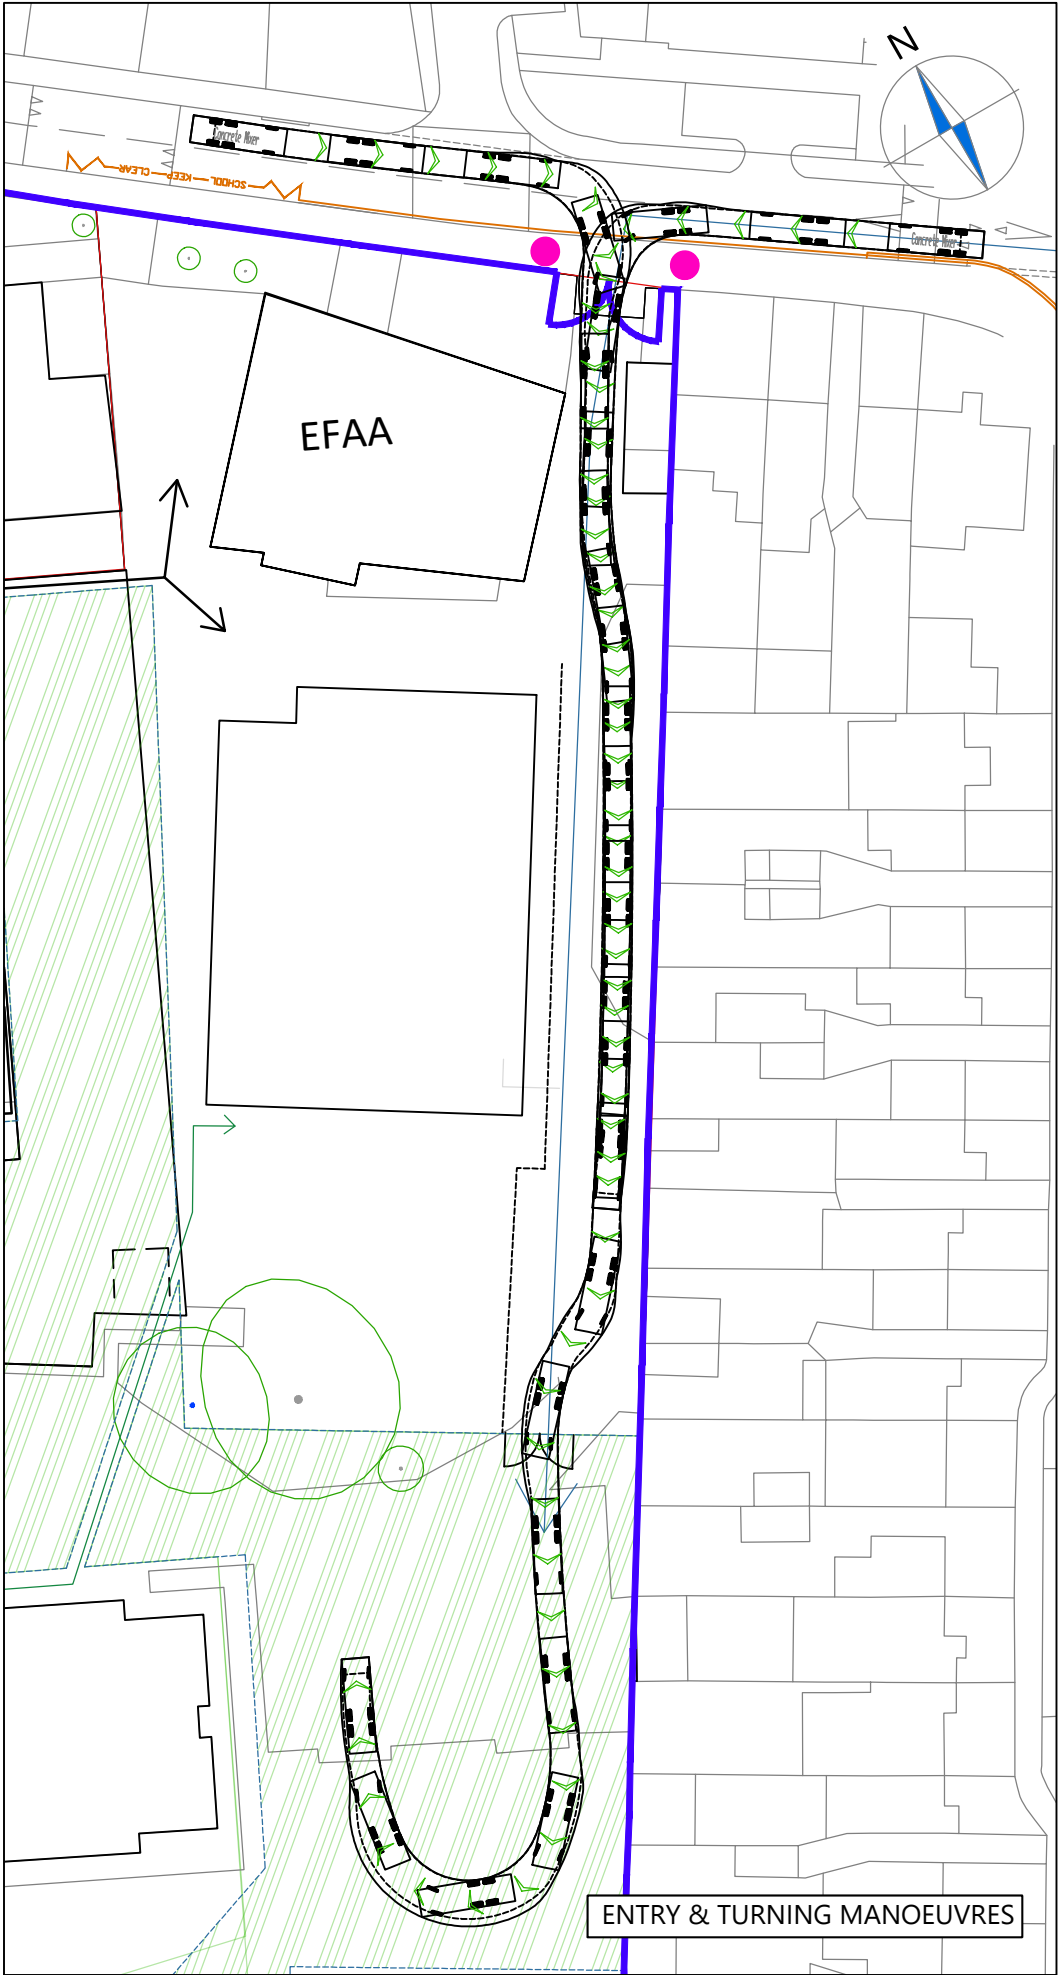 N
Concrete Mixer
SCHOOL KEEP CLEAR
Concrete Mixer
EFAA
ENTRY & TURNING MANOEUVRES